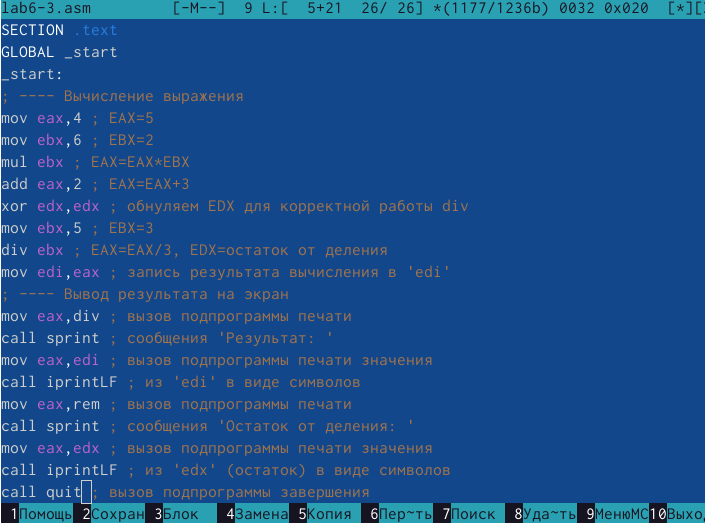 lab6-3.asm [-M--] 9 L:[ 5+21 26/ 26] *(1177/1236b) 0032 0x020 [*][
SECTION .text
GLOBAL _start
_start:
; ---- Вычисление выражения
mov eax,4 ; EAX=5
mov ebx,6 ; EBX=2
mul ebx ; EAX=EAX*EBX
add eax,2 ; EAX=EAX+3
xor edx,edx ; обнуляем EDX для корректной работы div
mov ebx,5 ; EBX=3
div ebx ; EAX=EAX/3, EDX=остаток от деления
mov edi,eax ; запись результата вычисления в 'edi'
; ---- Вывод результата на экран
mov eax,div ; вызов подпрограммы печати
call sprint ; сообщения 'Результат: '
mov eax,edi ; вызов подпрограммы печати значения
call iprintLF ; из 'edi' в виде символов
mov eax,rem ; вызов подпрограммы печати
call sprint ; сообщения 'Остаток от деления: '
mov eax,edx ; вызов подпрограммы печати значения
call iprintLF ; из 'edx' (остаток) в виде символов
call quit ; вызов подпрограммы завершения
1Помощь 2Сохран 3Блок 4Замена 5Копия 6Пер~ть 7Поиск 8Уда~ть 9МенюMC 10Выхо